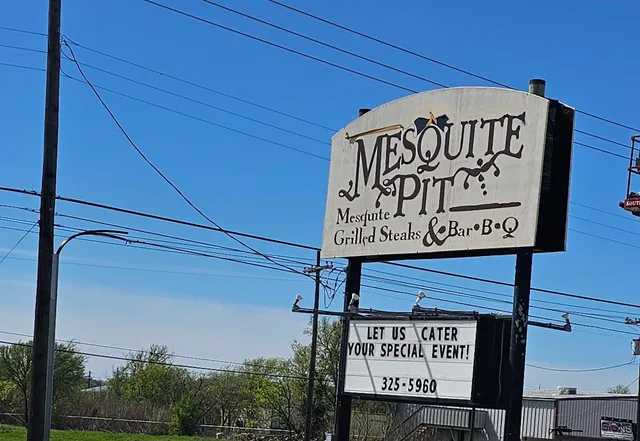 MESQUITE
PIT
Mesquite
Grilled Steaks & Bar•B•Q
LET US CATER
YOUR SPECIAL EVENT!
325-5960